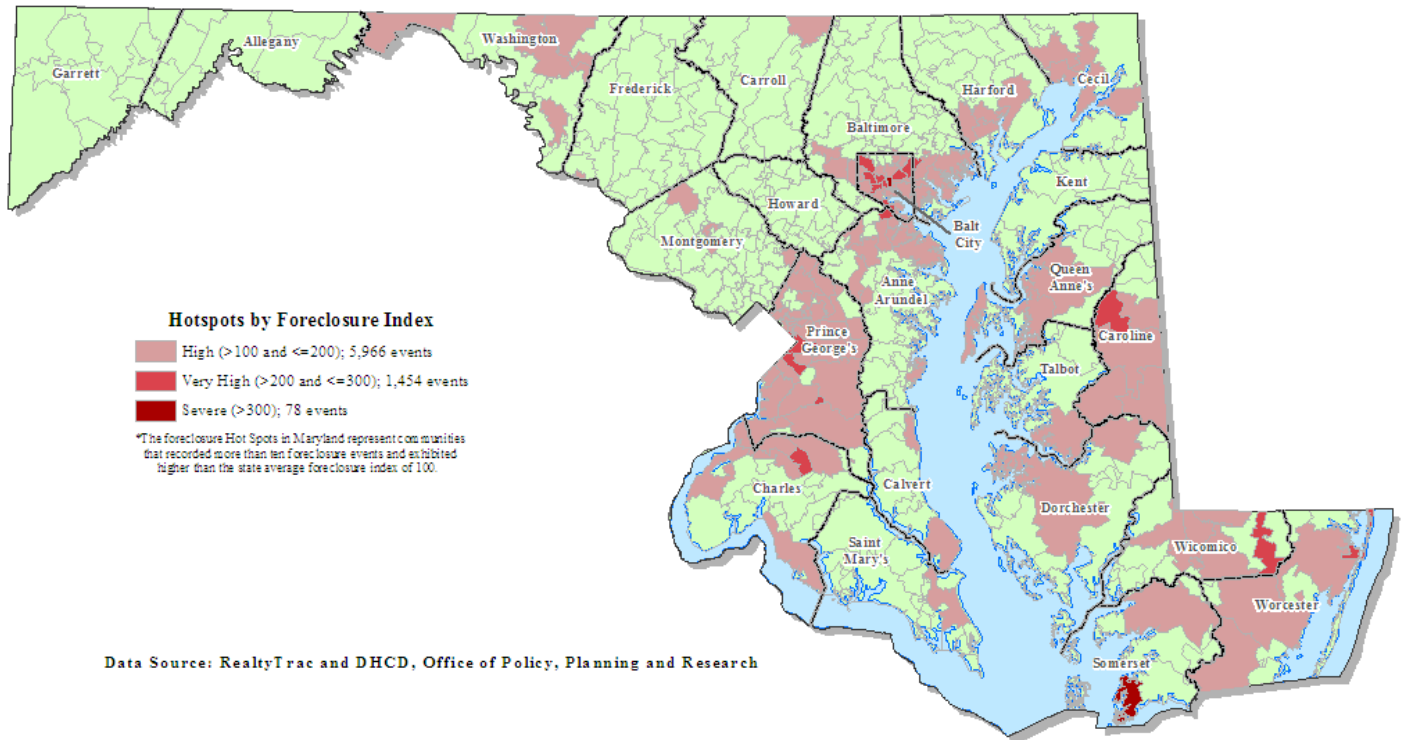 Garrett
Allegany
Washington
Frederick
Carroll
Baltimore
Harford
Cecil
Kent
Howard
Montgomery
Balt
City
Queen
Anne's
Anne
Arundel
Caroline
Prince
George's
Talbot
Hotspots by Foreclosure Index
High (>100 and <=200); 5,966 events
Very High (>200 and <=300); 1,454 events
Severe (>300); 78 events
*The foreclosure Hot Spots in Maryland represent communities
that recorded more than ten foreclosure events and exhibited
higher than the state average foreclosure index of 100.
Charles
Calvert
Dorchester
Saint
Mary's
Wicomico
Worcester
Somerset
Data Source: RealtyTrac and DHCD, Office of Policy, Planning and Research